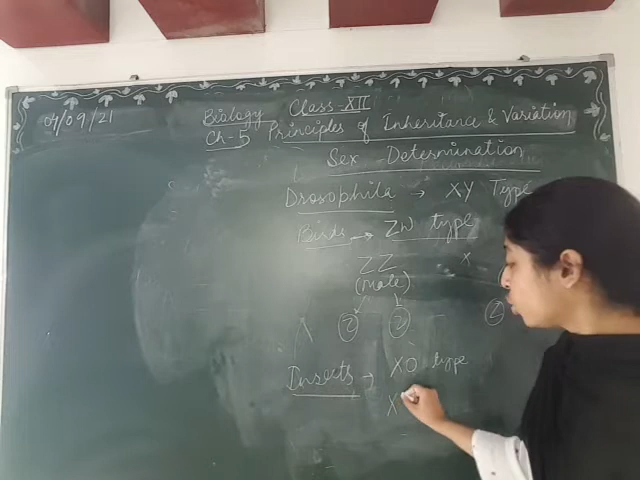 Biology Class-XII
04/09/21
Ch-5 Principles of Inheritance & Variation
Sex-Determination
Drosophila → XY Type
Birds → ZW type
ZZ X
(male)
Z Z Z
Insects → XO type
X